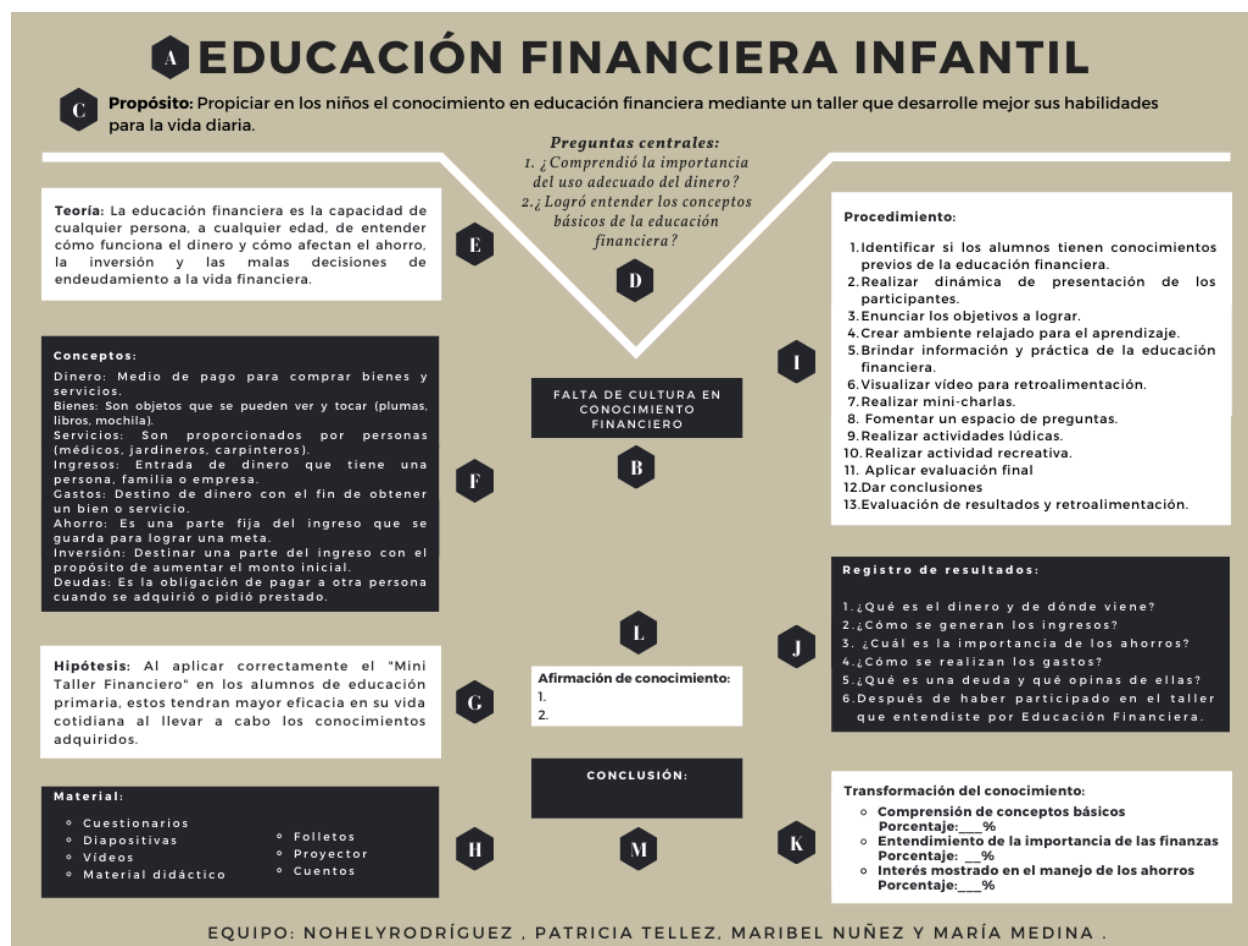 A EDUCACIÓN FINANCIERA INFANTIL
C
Propósito: Propiciar en los niños el conocimiento en educación financiera mediante un taller que desarrolle mejor sus habilidades
para la vida diaria.
Preguntas centrales:
1. ¿Comprendió la importancia
del uso adecuado del dinero?
2.¿Logró entender los conceptos
básicos de la educación
financiera?
D
Teoría: La educación financiera es la capacidad de
cualquier persona, a cualquier edad, de entender
cómo funciona el dinero y cómo afectan el ahorro,
la inversión y las malas decisiones de
endeudamiento a la vida financiera.
E
Conceptos:
Dinero: Medio de pago para comprar bienes y
servicios.
Bienes: Son objetos que se pueden ver y tocar (plumas,
libros, mochila).
Servicios: Son proporcionados por personas
(médicos, jardineros, carpinteros).
Ingresos: Entrada de dinero que tiene una
persona, familia o empresa.
Gastos: Destino de dinero con el fin de obtener
un bien o servicio.
Ahorro: Es una parte fija del ingreso que se
guarda para lograr una meta.
Inversión: Destinar una parte del ingreso con el
propósito de aumentar el monto inicial.
Deudas: Es la obligación de pagar a otra persona
cuando se adquirió o pidió prestado.
F
Hipótesis: Al aplicar correctamente el "Mini
Taller Financiero" en los alumnos de educación
primaria, estos tendran mayor eficacia en su vida
cotidiana al llevar a cabo los conocimientos
adquiridos.
G
Material:
Cuestionarios
Diapositivas
Vídeos
Material didáctico
Folletos
Proyector
Cuentos
H
FALTA DE CULTURA EN
CONOCIMIENTO
FINANCIERO
B
L
Afirmación de conocimiento:
1.
2.
CONCLUSIÓN:
M
Procedimiento:
1.Identificar si los alumnos tienen conocimientos
previos de la educación financiera.
2.Realizar dinámica de presentación de los
participantes.
3.Enunciar los objetivos a lograr.
4.Crear ambiente relajado para el aprendizaje.
5.Brindar información y práctica de la educación
financiera.
6.Visualizar vídeo para retroalimentación.
7.Realizar mini-charlas.
8. Fomentar un espacio de preguntas.
9.Realizar actividades lúdicas.
10.Realizar actividad recreativa.
11. Aplicar evaluación final
12.Dar conclusiones
13.Evaluación de resultados y retroalimentación.
I
Registro de resultados:
1.¿Qué es el dinero y de dónde viene?
2.¿Cómo se generan los ingresos?
3. ¿Cuál es la importancia de los ahorros?
4.¿Cómo se realizan los gastos?
5.¿Qué es una deuda y qué opinas de ellas?
6.Después de haber participado en el taller
que entendiste por Educación Financiera.
J
Transformación del conocimiento:
Comprensión de conceptos básicos
Porcentaje:___%
Entendimiento de la importancia de las finanzas
Porcentaje: __%
Interés mostrado en el manejo de los ahorros
Porcentaje:___%
K
EQUIPO: NOHELYRODRÍGUEZ , PATRICIA TELLEZ, MARIBEL NUÑEZ Y MARÍA MEDINA .